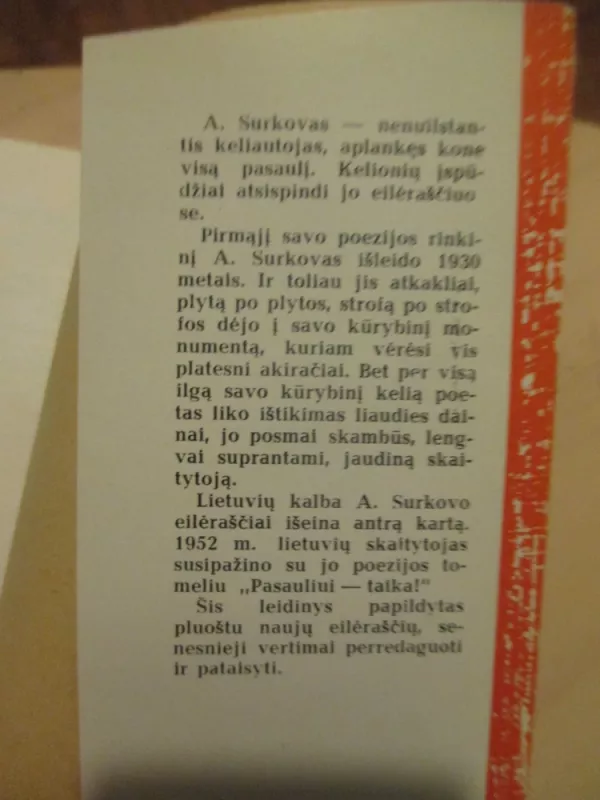 A. Surkovas — nenuilstan-
tis keliautojas, aplankęs kone
visą pasaulį. Kelionių įspū-
džiai atsispindi jo eilėraščiuo
se.
Pirmąjį savo poezijos rinki-
nį A. Surkovas išleido 1930
metais. Ir toliau jis atkakliai,
plytą po plytos, strofą po stro-
fos dėjo į savo kūrybinį mo-
numentą, kuriam vėrėsi vis
platesni akiračiai. Bet per visą
ilgą savo kūrybinį kelią poe-
tas liko ištikimas liaudies dai-
nai, jo posmai skambūs, leng-
vai suprantami, jaudiną skai-
tytoją.
Lietuvių kalba A. Surkovo
eilėraščiai išeina antrą kartą.
1952 m. lietuvių skaitytojas
susipažino su jo poezijos to-
meliu „Pasauliui — taika!“
Šis leidinys papildytas
pluoštu naujų eilėraščių, se-
nesnieji vertimai perredaguoti
ir pataisyti.